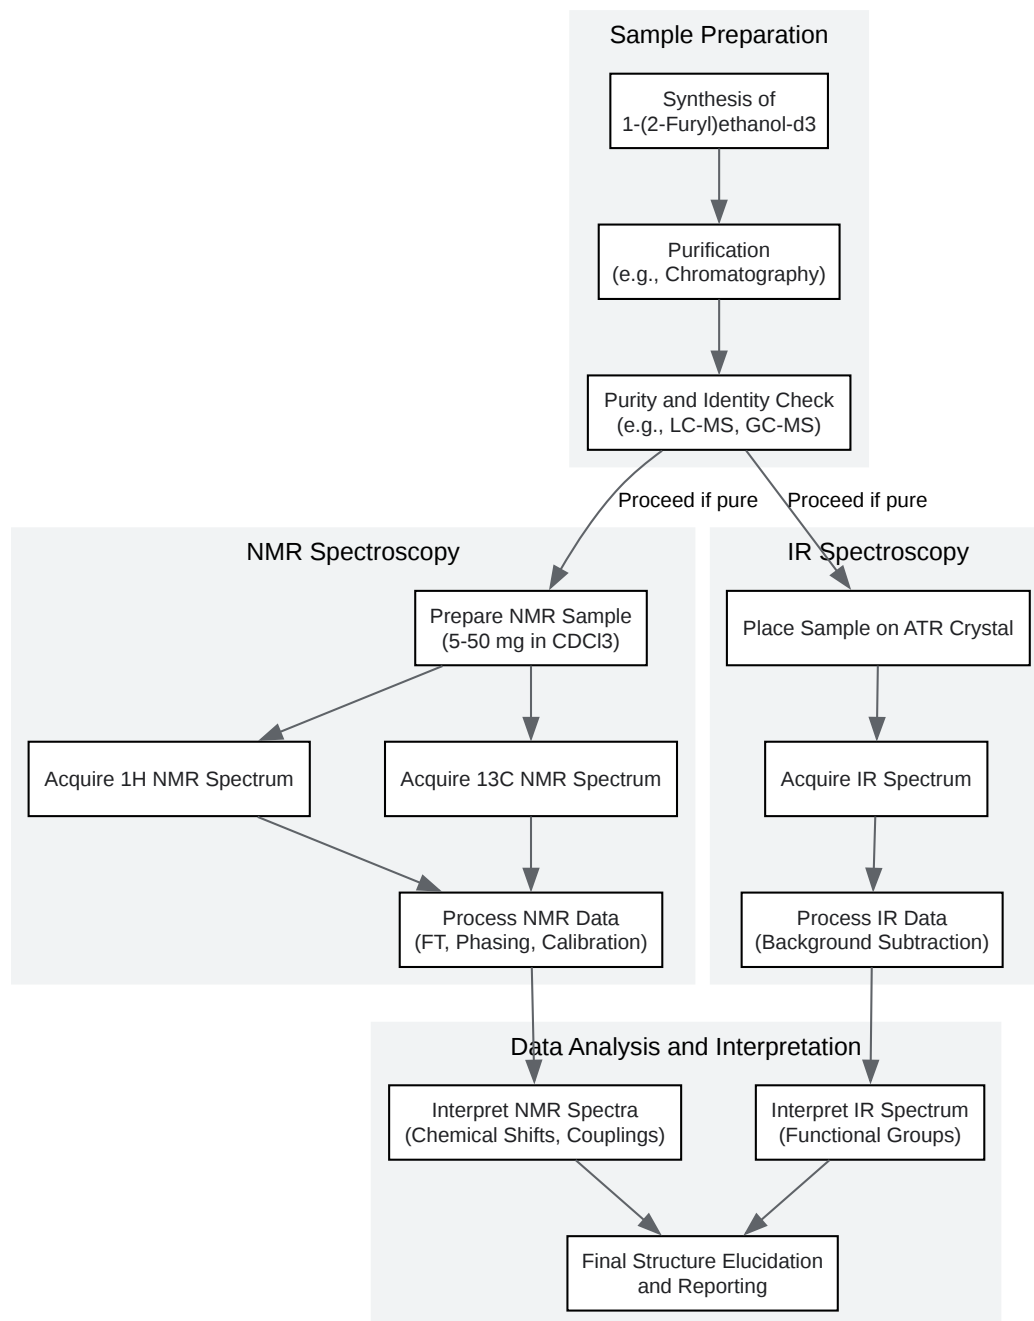 Sample Preparation
Synthesis of
1-(2-Furyl)ethanol-d3
Purification
(e.g., Chromatography)
Purity and Identity Check
(e.g., LC-MS, GC-MS)
Proceed if pure
Proceed if pure
NMR Spectroscopy
IR Spectroscopy
Prepare NMR Sample
(5-50 mg in CDCl3)
Place Sample on ATR Crystal
Acquire 1H NMR Spectrum
Acquire 13C NMR Spectrum
Acquire IR Spectrum
Process NMR Data
(FT, Phasing, Calibration)
Process IR Data
(Background Subtraction)
Data Analysis and Interpretation
Interpret NMR Spectra
(Chemical Shifts, Couplings)
Interpret IR Spectrum
(Functional Groups)
Final Structure Elucidation
and Reporting